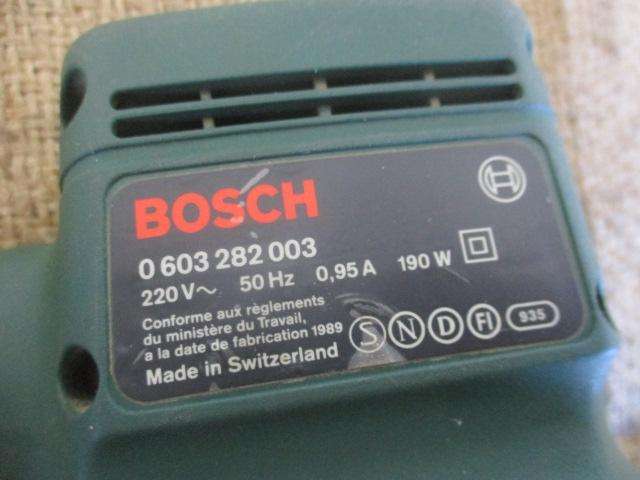 BOSCH
0 603 282 003
220 V~ 50 Hz 0,95 A 190 W
Conforme aux règlements
du ministère du Travail,
a la date de fabrication 1989
S N D FI 935
Made in Switzerland